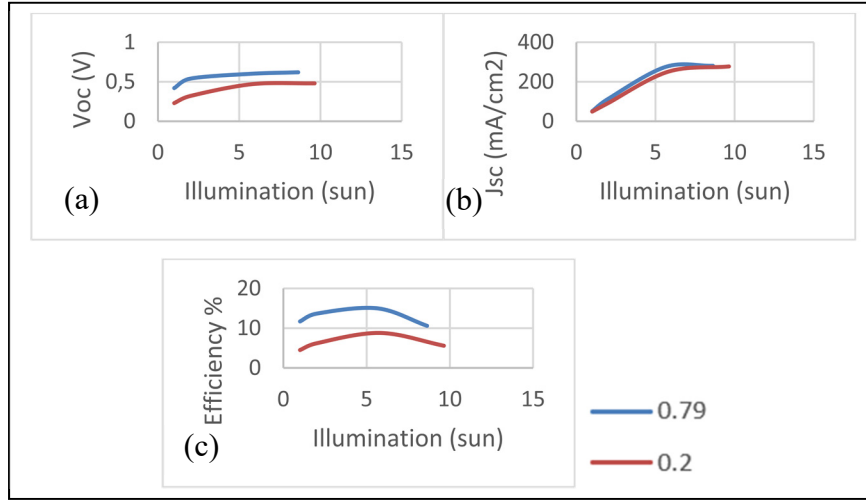 1
0,5
0
0 5 10 15
Voc (V)
Illumination (sun)
(a)
400
200
0
0 5 10 15
Jsc (mA/cm2)
Illumination (sun)
(b)
20
10
0
0 5 10 15
Efficiency %
Illumination (sun)
(c)
0.79
0.2